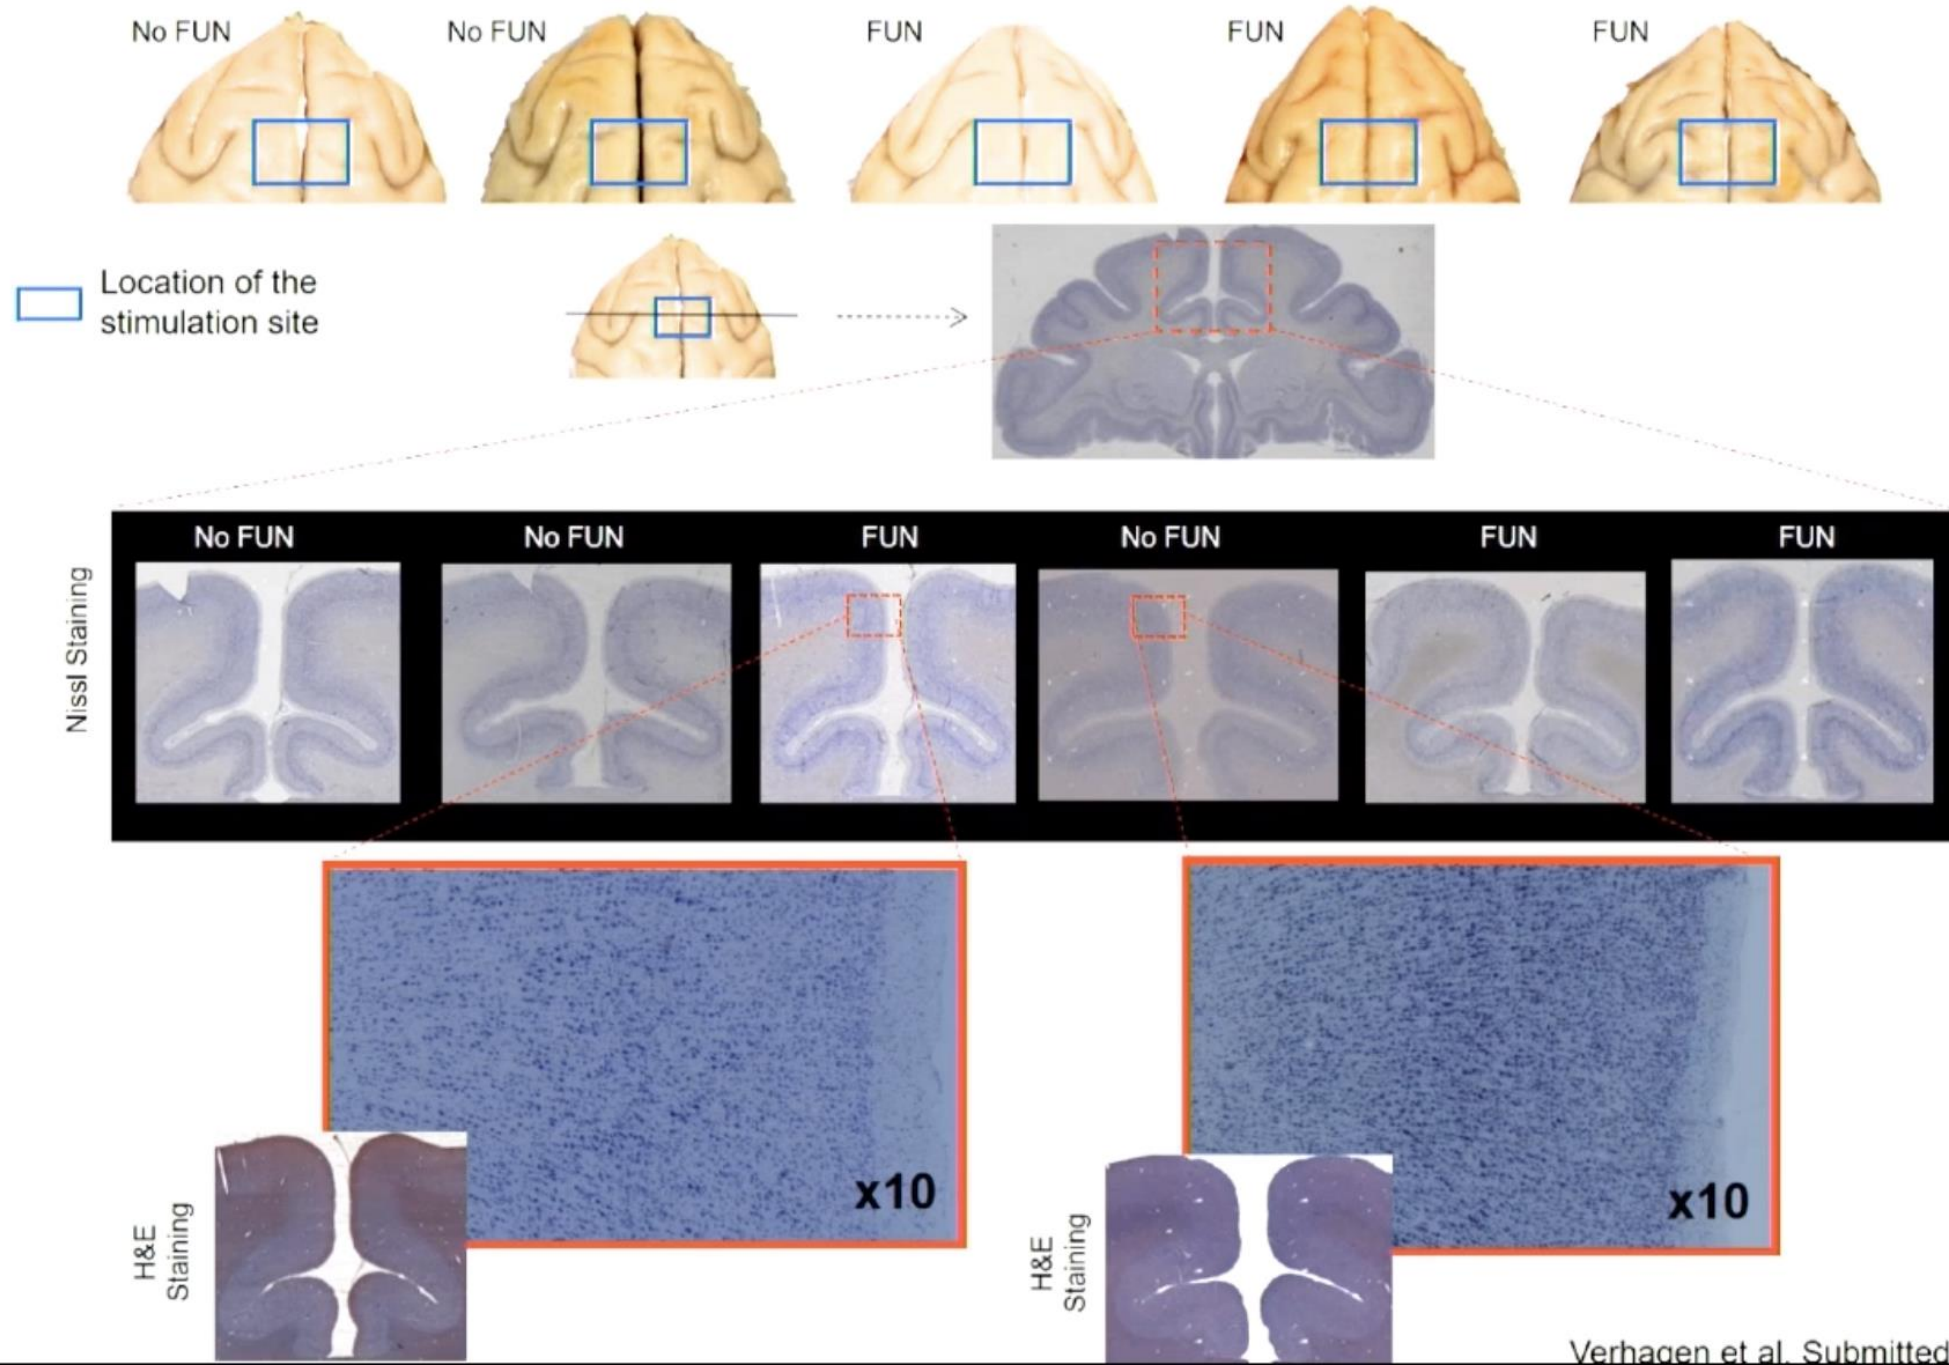 No FUN
No FUN
FUN
FUN
FUN
Location of the
stimulation site
Nissl Staining
No FUN
No FUN
FUN
No FUN
FUN
FUN
x10
x10
H&E
Staining
H&E
Staining
Verhagen et al. Submitted